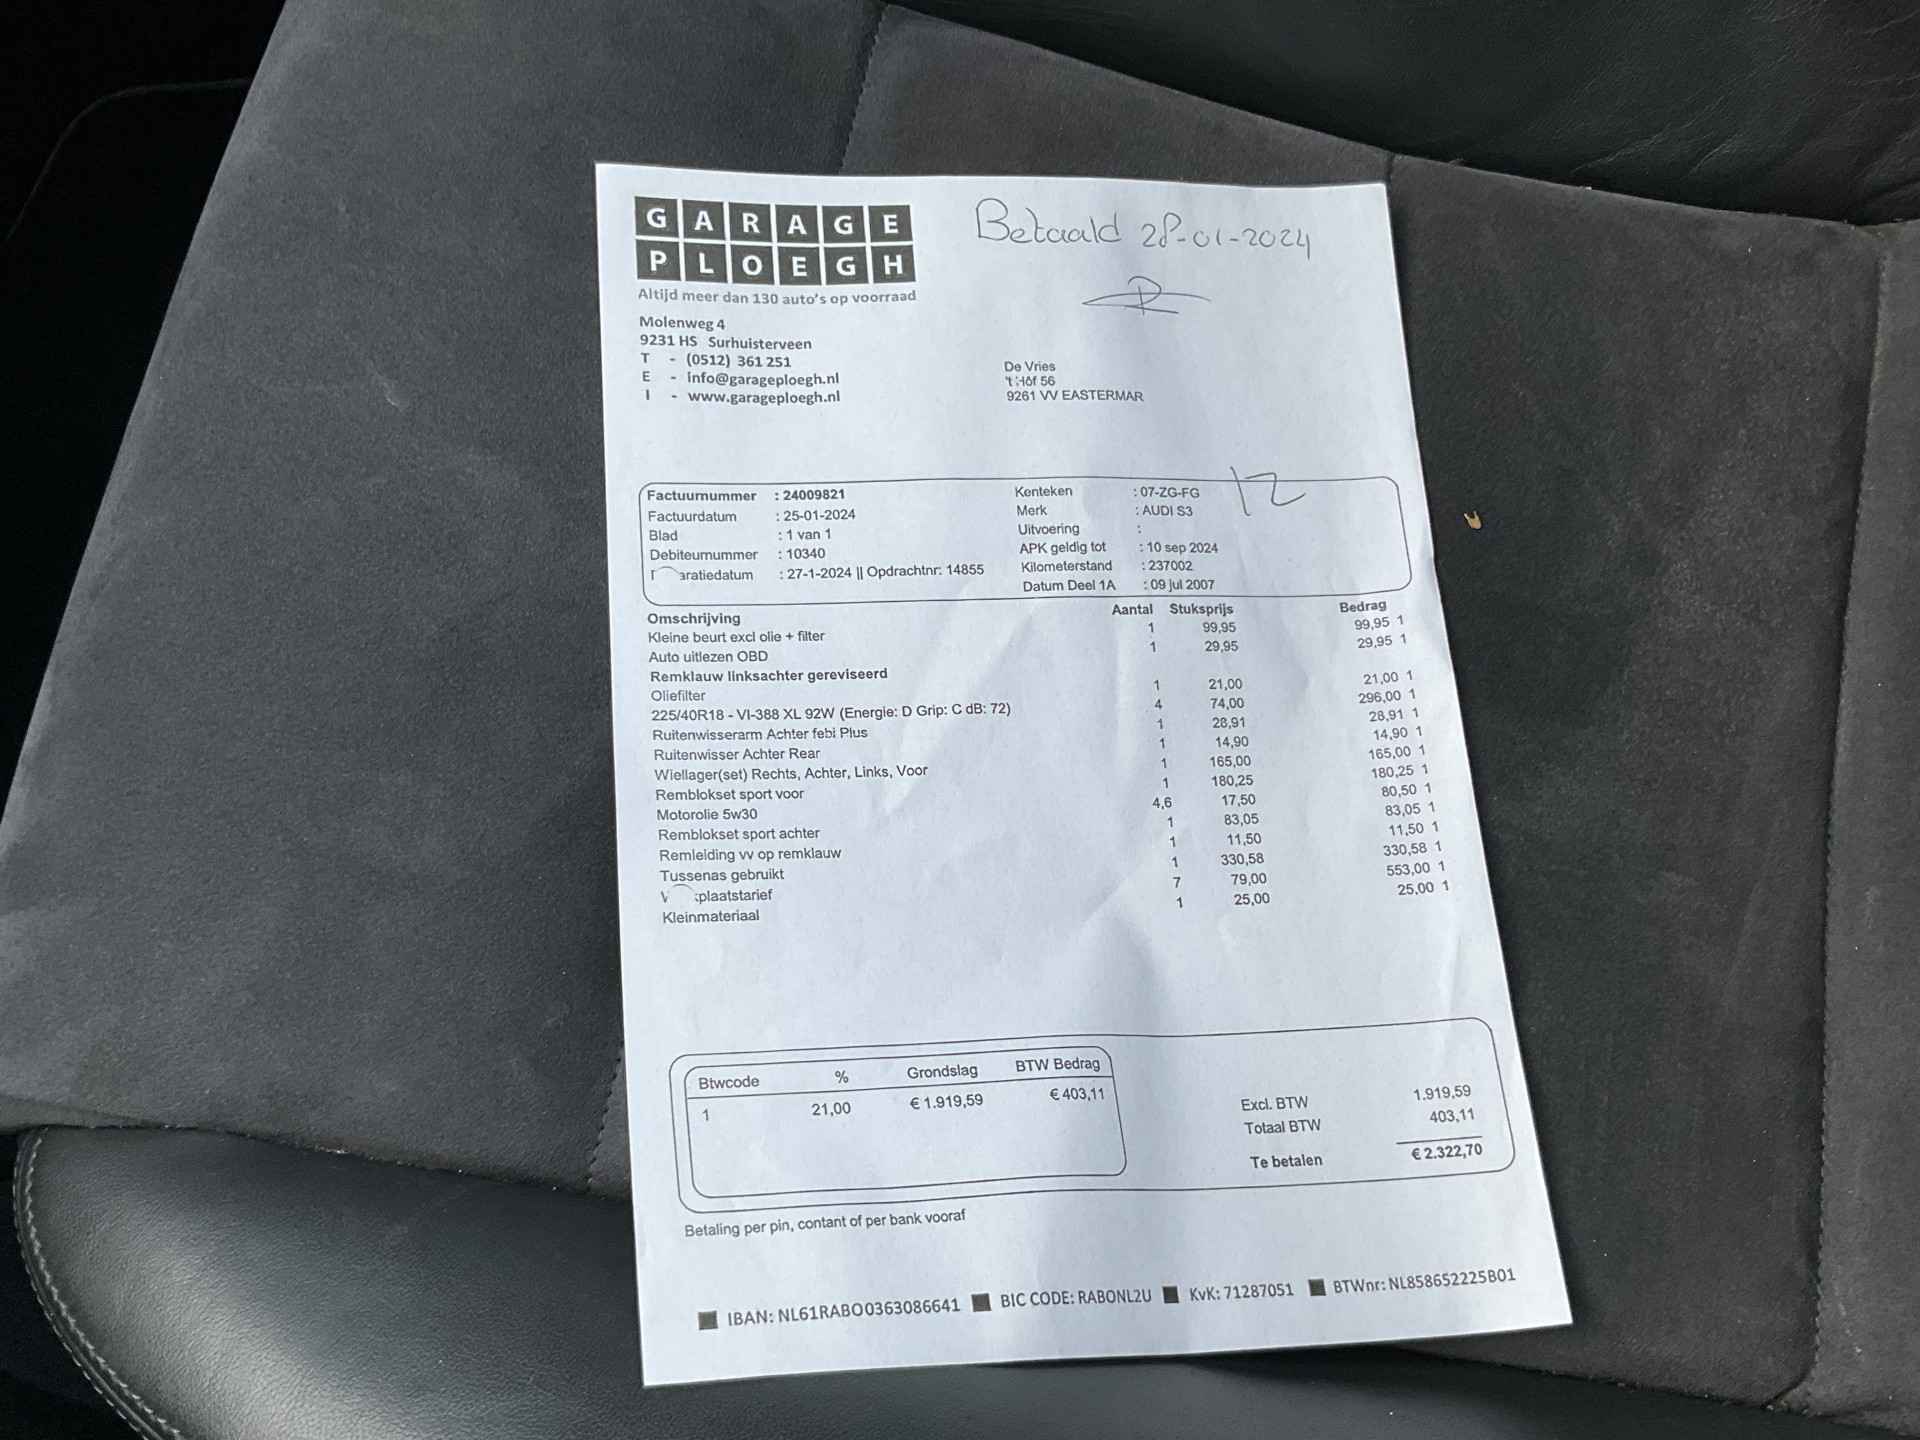 GARAGE
PLOEGH
Altijd meer dan 130 auto's op voorraad
Betaald 28-01-2024
Molenweg 4
9231 HS Surhuisterveen
T - (0512) 361 251
E - info@garageploegh.nl
I - www.garageploegh.nl
De Vries
't Hôf 56
9261 VV EASTERMAR
Factuurnummer : 24009821
Factuurdatum : 25-01-2024
Blad : 1 van 1
Debiteurnummer : 10340
aratiedatum : 27-1-2024 || Opdrachtnr: 14855
Kenteken : 07-ZG-FG
Merk : AUDI S3
Uitvoering :
APK geldig tot : 10 sep 2024
Kilometerstand : 237002
Datum Deel 1A : 09 jul 2007
Omschrijving Aantal Stuksprijs Bedrag
Kleine beurt excl olie + filter 1 99,95 99,95 1
Auto uitlezen OBD 1 29,95 29,95 1
Remklauw linksachter gereviseerd
Oliefilter 1 21,00 21,00 1
225/40R18 - VI-388 XL 92W (Energie: D Grip: C dB: 72) 4 74,00 296,00 1
Ruitenwisserarm Achter febi Plus 1 28,91 28,91 1
Ruitenwisser Achter Rear 1 14,90 14,90 1
Wiellager(set) Rechts, Achter, Links, Voor 1 165,00 165,00 1
Remblokset sport voor 1 180,25 180,25 1
Motorolie 5w30 4,6 17,50 80,50 1
Remblokset sport achter 1 83,05 83,05 1
Remleiding vv op remklauw 1 11,50 11,50 1
Tussenas gebruikt 1 330,58 330,58 1
plaatstarief 7 79,00 553,00 1
Kleinmateriaal 1 25,00 25,00 1
Btwcode % Grondslag BTW Bedrag
1 21,00 € 1.919,59 € 403,11
Excl. BTW 1.919,59
Totaal BTW 403,11
Te betalen € 2.322,70
Betaling per pin, contant of per bank vooraf
IBAN: NL61RABO0363086641 BIC CODE: RABONL2U KvK: 71287051 BTWnr: NL858652225B01